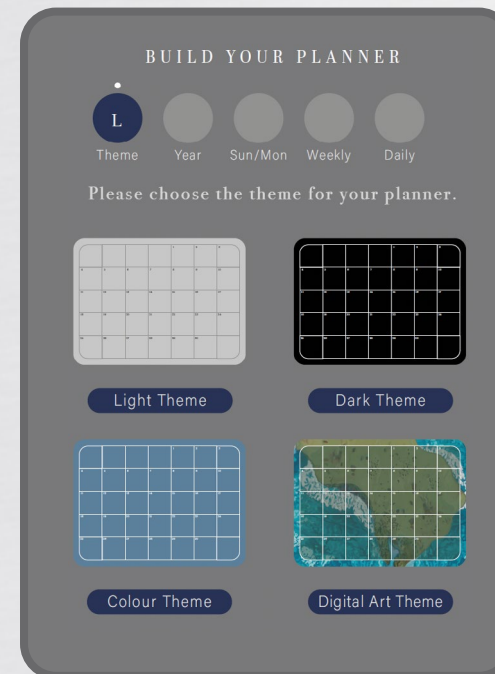 BUILD YOUR PLANNER
L
Theme Year Sun/Mon Weekly Daily
Please choose the theme for your planner.
Light Theme Dark Theme
Colour Theme Digital Art Theme